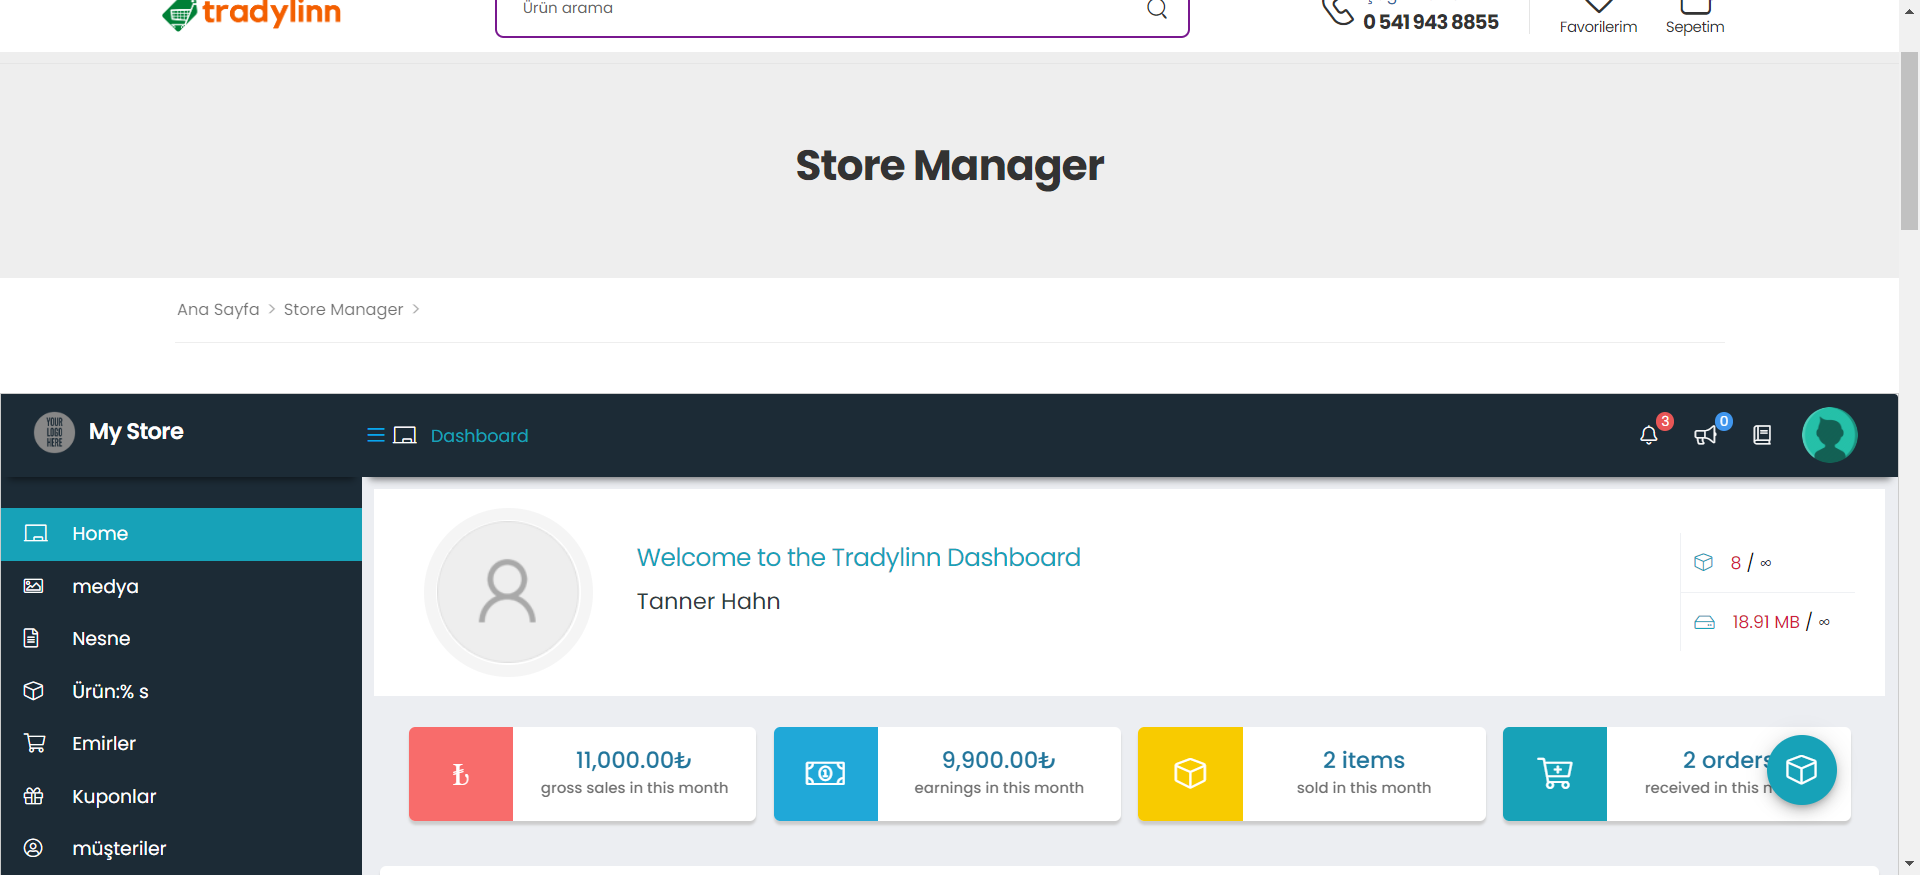 tradylinn
Ürün arama
0 541 943 8855
Favorilerim
Sepetim
Store Manager
Ana Sayfa > Store Manager >
YOUR
LOGO
HERE
My Store
Dashboard
3
0
Home
medya
Nesne
Ürün:% s
Emirler
Kuponlar
müşteriler
Welcome to the Tradylinn Dashboard
Tanner Hahn
8 / ∞
18.91 MB / ∞
₺
11,000.00₺
gross sales in this month
9,900.00₺
earnings in this month
2 items
sold in this month
2 orders
received in this